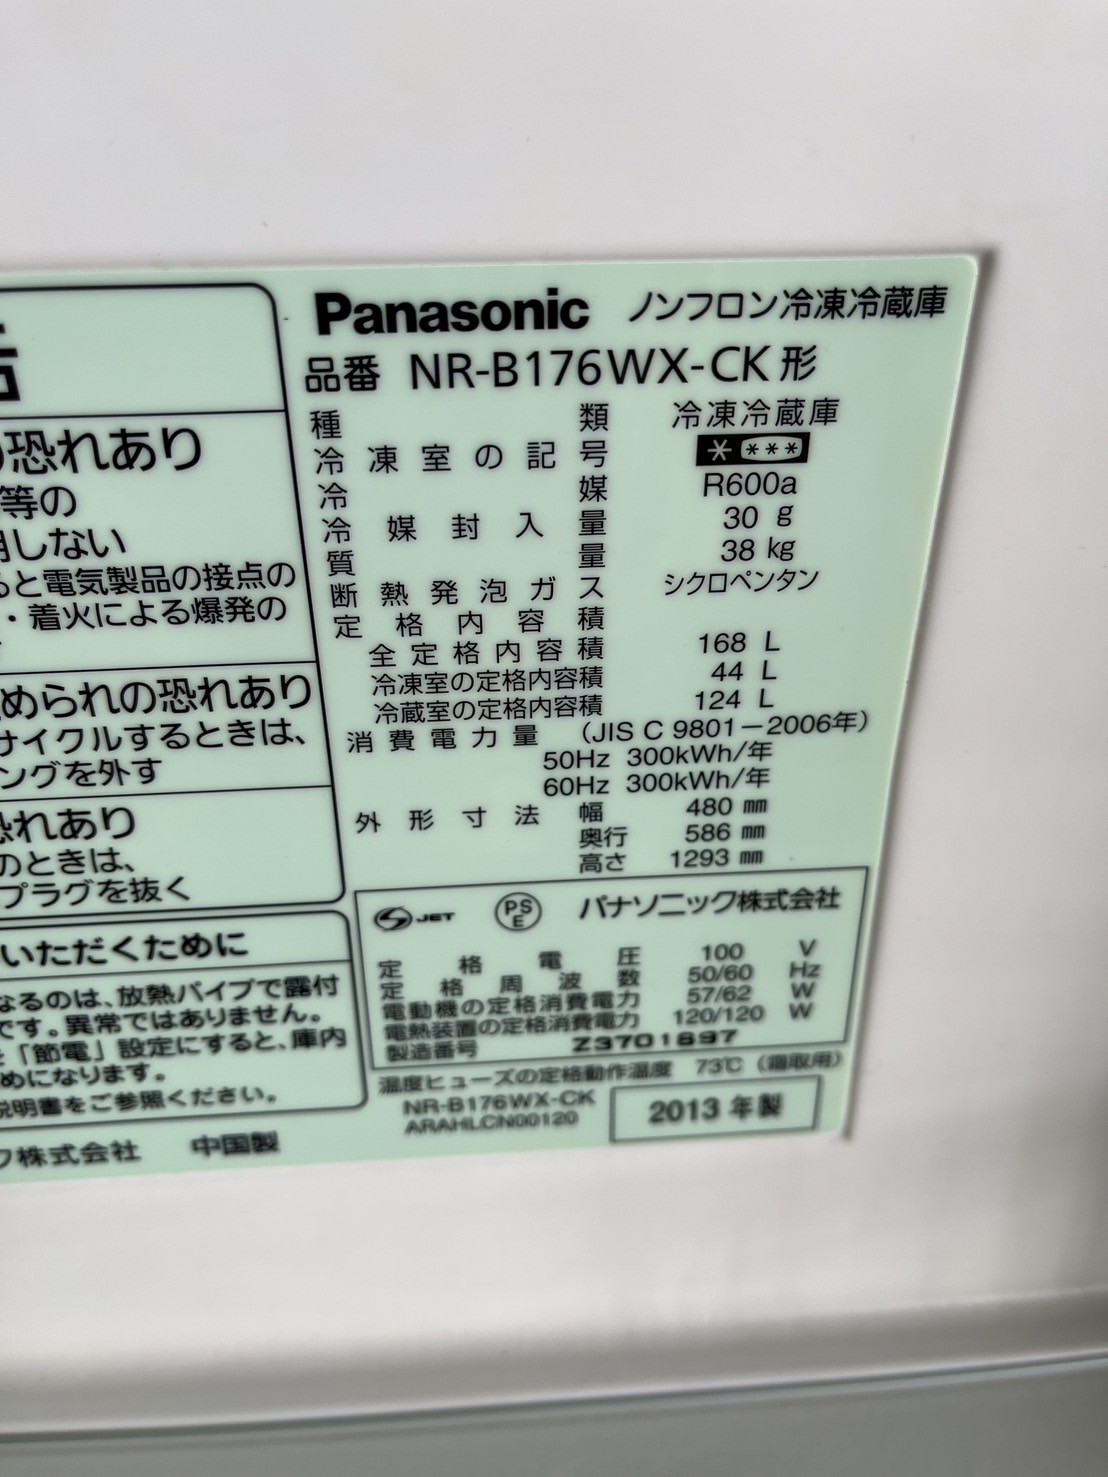 の恐れあり
等の
用しない
ると電気製品の接点の
・着火による爆発の
められの恐れあり
サイクルするときは、
ングを外す
恐れあり
のときは、
プラグを抜く
いただくために
なるのは、放熱パイプで露付
です。異常ではありません。
「節電」設定にすると、庫内
めになります。
説明書をご参照ください。
ク株式会社 中国製
Panasonic ノンフロン冷凍冷蔵庫
品番 NR-B176WX-CK形
種類 冷凍冷蔵庫
冷凍室の記号 * ***
冷媒 R600a
冷媒封入量 30 g
質量 38 kg
断熱発泡ガス シクロペンタン
定格内容積
全定格内容積 168 L
冷凍室の定格内容積 44 L
冷蔵室の定格内容積 124 L
消費電力量 (JIS C 9801-2006年)
50Hz 300kWh/年
60Hz 300kWh/年
外形寸法 幅 480 mm
奥行 586 mm
高さ 1293 mm
JET PSE パナソニック株式会社
定格電圧 100 V
定格周波数 50/60 Hz
電動機の定格消費電力 57/62 W
電熱装置の定格消費電力 120/120 W
製造番号 Z3701897
温度ヒューズの定格動作温度 73℃(霜取用)
NR-B176WX-CK
ARAHLCN00120
2013年製